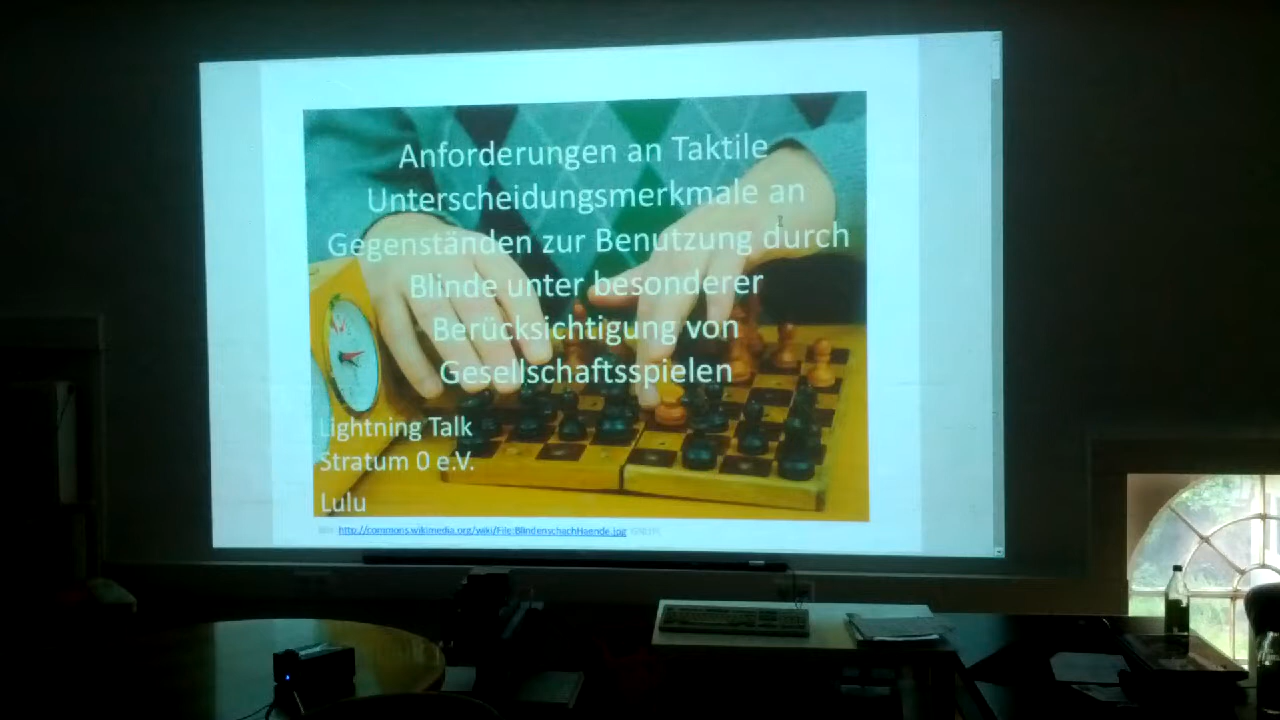 Anforderungen an Taktile
Unterscheidungsmerkmale an
Gegenständen zur Benutzung durch
Blinde unter besonderer
Berücksichtigung von
Gesellschaftsspielen
Lightning Talk
Stratum 0 e.V.
Lulu
http://commons.wikimedia.org/wiki/File:BlindenschachHaende.jpg